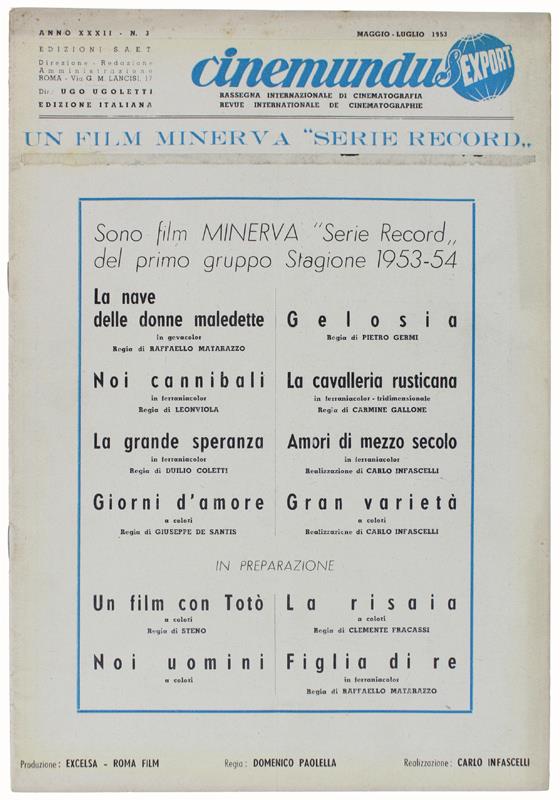 ANNO XXXII - N. 3
EDIZIONI S.A.E.T.
Direzione - Redazione
Amministrazione
ROMA - Via G. M. LANCISI, 17
Dir.: UGO UGOLETTI
EDIZIONE ITALIANA
MAGGIO - LUGLIO 1953
cinemundus EXPORT
RASSEGNA INTERNAZIONALE DI CINEMATOGRAFIA
REVUE INTERNATIONALE DE CINEMATOGRAPHIE
UN FILM MINERVA "SERIE RECORD„
Sono film MINERVA "Serie Record„
del primo gruppo Stagione 1953-54
La nave
delle donne maledette
in gevacolor
Regia di RAFFAELLO MATARAZZO
Gelosia
Regia di PIETRO GERMI
Noi cannibali
in ferraniacolor
Regia di LEONVIOLA
La cavalleria rusticana
in ferraniacolor - tridimensionale
Regia di CARMINE GALLONE
La grande speranza
in ferraniacolor
Regia di DUILIO COLETTI
Amori di mezzo secolo
in ferraniacolor
Realizzazione di CARLO INFASCELLI
Giorni d'amore
a colori
Regia di GIUSEPPE DE SANTIS
Gran varietà
a colori
Realizzazione di CARLO INFASCELLI
IN PREPARAZIONE
Un film con Totò
a colori
Regia di STENO
La risaia
a colori
Regia di CLEMENTE FRACASSI
Noi uomini
a colori
Figlia di re
in ferraniacolor
Regia di RAFFAELLO MATARAZZO
Produzione: EXCELSA - ROMA FILM
Regia: DOMENICO PAOLELLA
Realizzazione: CARLO INFASCELLI